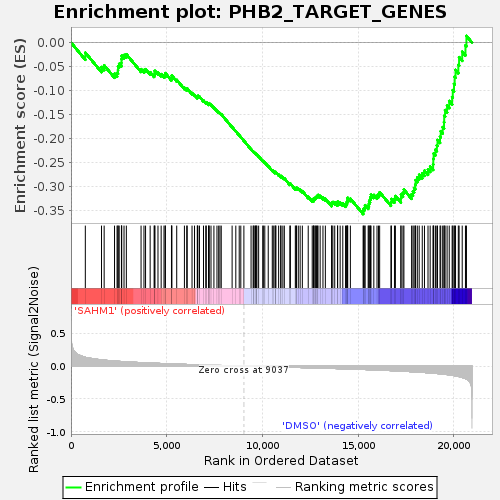 Enrichment plot: PHB2_TARGET_GENES
Enrichment score (ES)
0.00
-0.05
-0.10
-0.15
-0.20
-0.25
-0.30
-0.35
'SAHM1' (positively correlated)
Ranked list metric (Signal2Noise)
0.5
0.0
-0.5
-1.0
Zero cross at 9037
'DMSO' (negatively correlated)
0
5,000
10,000
15,000
20,000
Rank in Ordered Dataset
Enrichment profile
Hits
Ranking metric scores